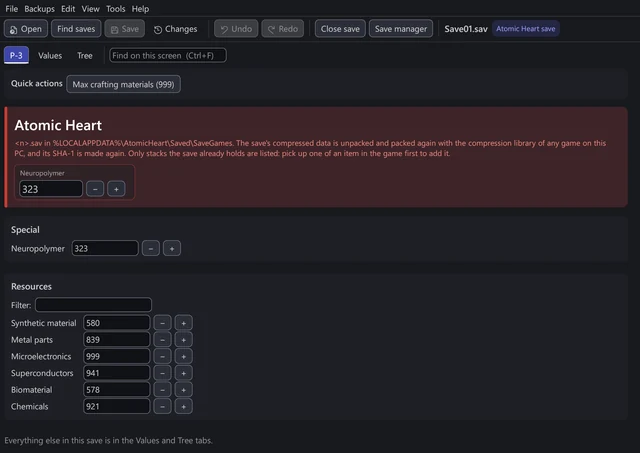 File Backups Edit View Tools Help
Open Find saves Save Changes Undo Redo Close save Save manager Save01.sav Atomic Heart save
P-3 Values Tree Find on this screen (Ctrl+F)
Quick actions Max crafting materials (999)
Atomic Heart
<n>.sav in %LOCALAPPDATA%\AtomicHeart\Saved\SaveGames. The save's compressed data is unpacked and packed again with the compression library of any game on this
PC, and its SHA-1 is made again. Only stacks the save already holds are listed: pick up one of an item in the game first to add it.
Neuropolymer
323 − +
Special
Neuropolymer 323 − +
Resources
Filter:
Synthetic material 580 − +
Metal parts 839 − +
Microelectronics 999 − +
Superconductors 941 − +
Biomaterial 578 − +
Chemicals 921 − +
Everything else in this save is in the Values and Tree tabs.